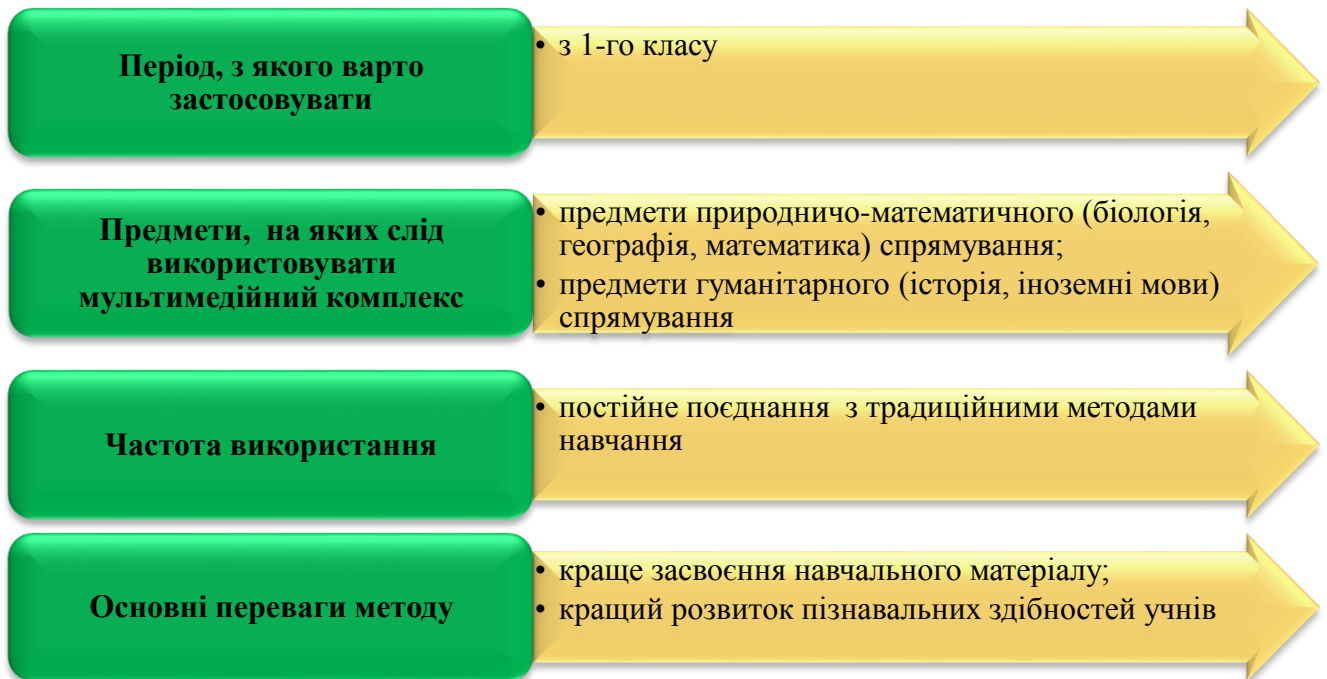 Період, з якого варто
застосовувати
• з 1-го класу
Предмети, на яких слід
використовувати
мультимедійний комплекс
• предмети природничо-математичного (біологія,
географія, математика) спрямування;
• предмети гуманітарного (історія, іноземні мови)
спрямування
Частота використання
• постійне поєднання з традиційними методами
навчання
Основні переваги методу
• краще засвоєння навчального матеріалу;
• кращий розвиток пізнавальних здібностей учнів